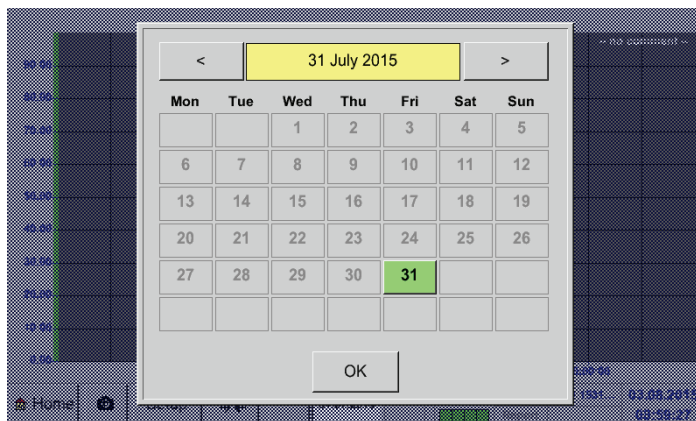 < 31 July 2015 >
-- no comment --
Mon Tue Wed Thu Fri Sat Sun
1 2 3 4 5
6 7 8 9 10 11 12
13 14 15 16 17 18 19
20 21 22 23 24 25 26
27 28 29 30 31
OK
90.00
80.00
70.00
60.00
50.00
40.00
30.00
20.00
10.00
0.00
Home
Setup
1531...
03.08.2015
Report
03:59:27